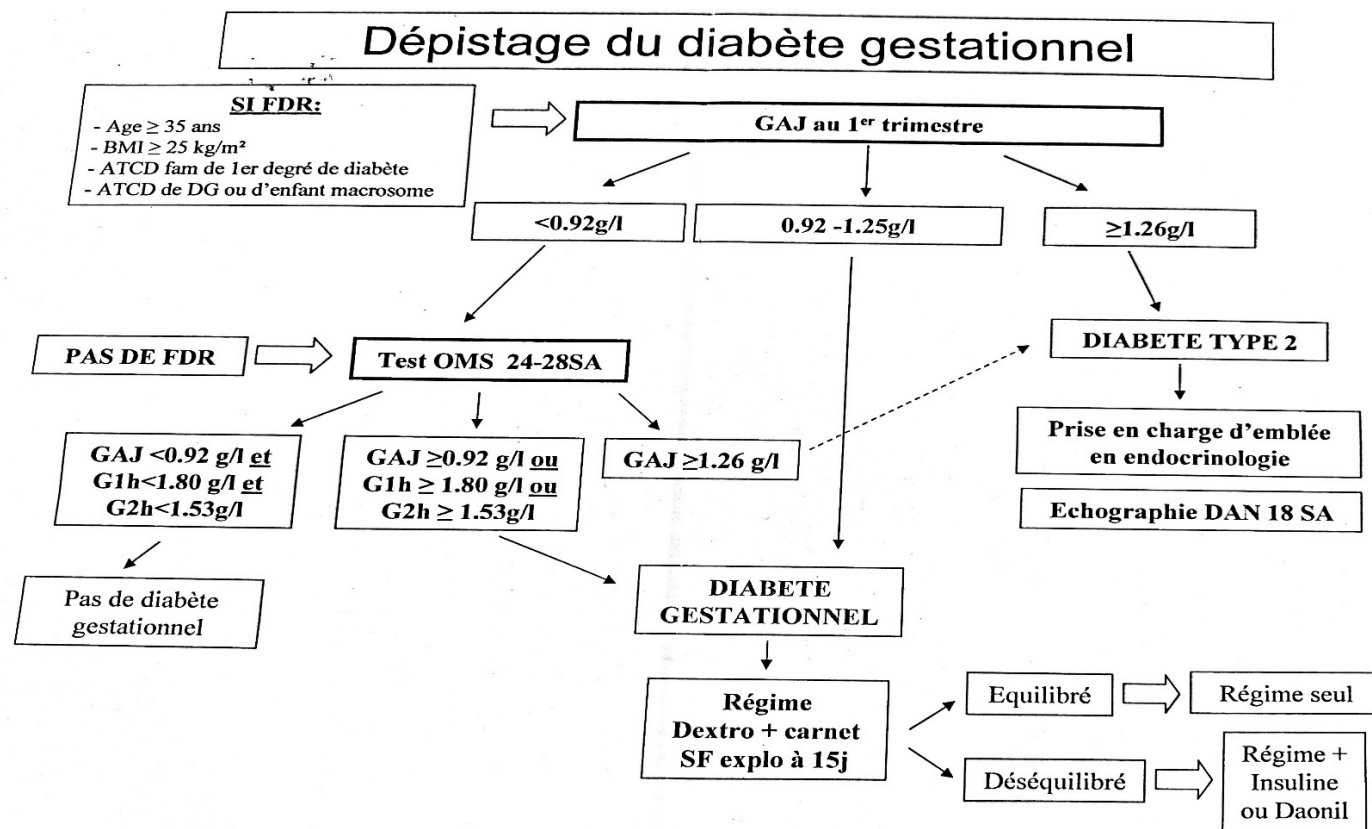 Dépistage du diabète gestationnel
SI FDR:
- Age ≥ 35 ans
- BMI ≥ 25 kg/m²
- ATCD fam de 1er degré de diabète
- ATCD de DG ou d'enfant macrosome
GAJ au 1er trimestre
<0.92g/l
0.92 -1.25g/l
≥1.26g/l
PAS DE FDR
Test OMS 24-28SA
DIABETE TYPE 2
GAJ <0.92 g/l et
G1h<1.80 g/l et
G2h<1.53g/l
GAJ ≥0.92 g/l ou
G1h ≥ 1.80 g/l ou
G2h ≥ 1.53g/l
GAJ ≥1.26 g/l
Prise en charge d'emblée
en endocrinologie
Echographie DAN 18 SA
Pas de diabète
gestationnel
DIABETE
GESTATIONNEL
Régime
Dextro + carnet
SF explo à 15j
Equilibré
Régime seul
Déséquilibré
Régime +
Insuline
ou Daonil